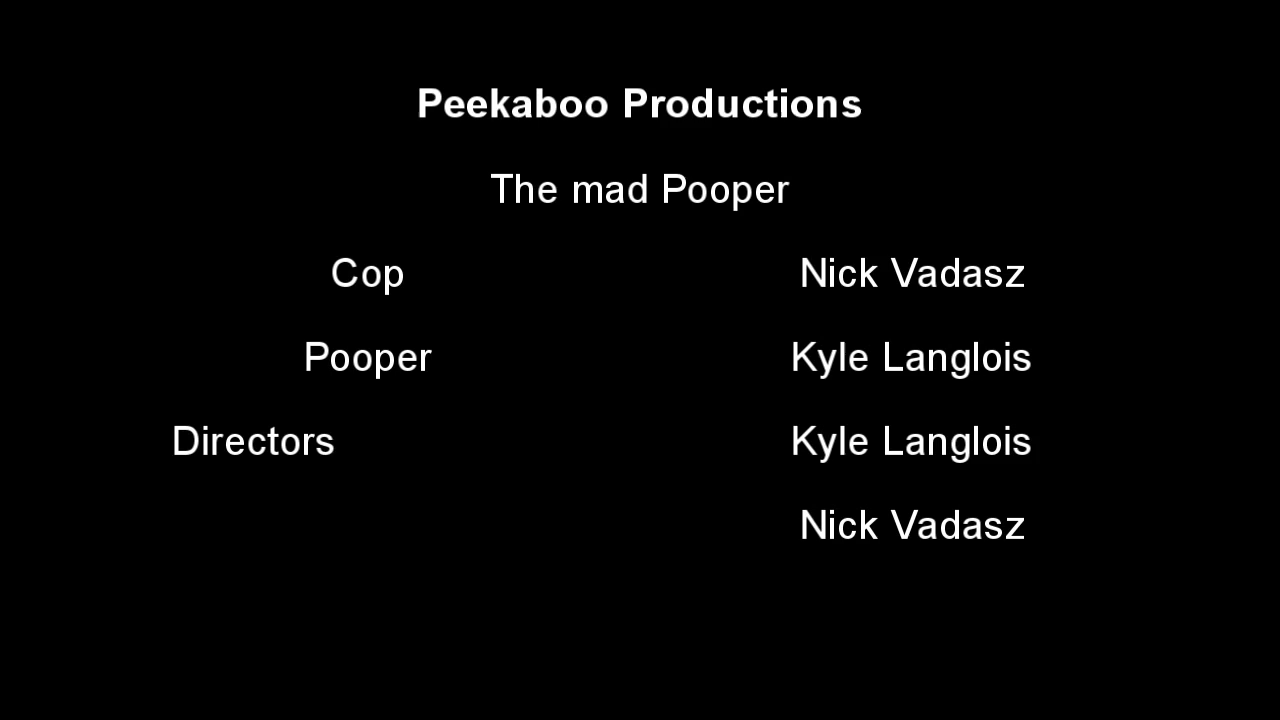 Peekaboo Productions
The mad Pooper
Cop Nick Vadasz
Pooper Kyle Langlois
Directors Kyle Langlois
Nick Vadasz